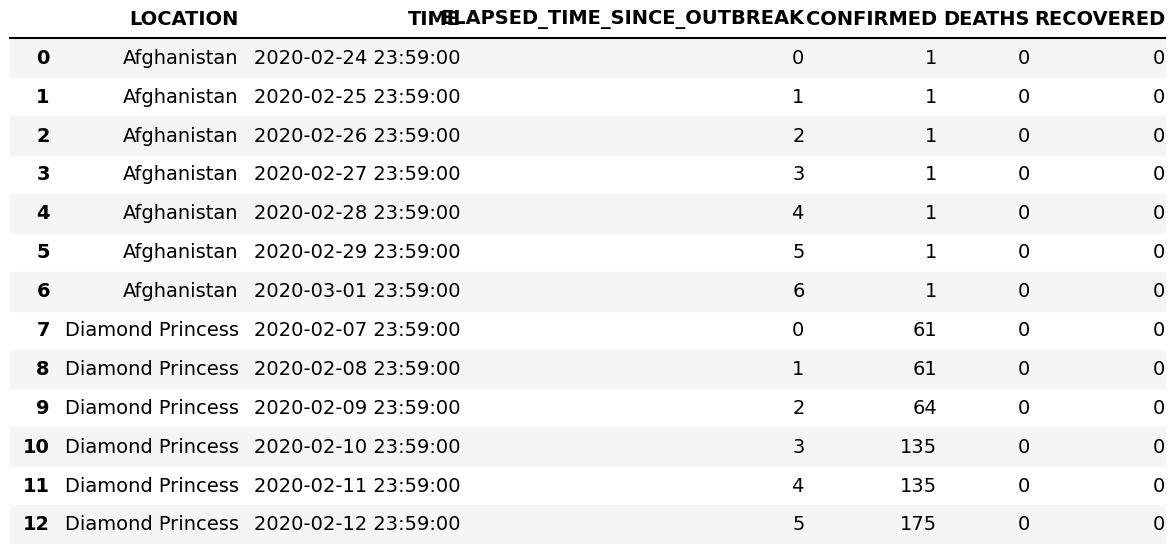 LOCATION TIME ELAPSED_TIME_SINCE_OUTBREAK CONFIRMED DEATHS RECOVERED
0 Afghanistan 2020-02-24 23:59:00 0 1 0 0
1 Afghanistan 2020-02-25 23:59:00 1 1 0 0
2 Afghanistan 2020-02-26 23:59:00 2 1 0 0
3 Afghanistan 2020-02-27 23:59:00 3 1 0 0
4 Afghanistan 2020-02-28 23:59:00 4 1 0 0
5 Afghanistan 2020-02-29 23:59:00 5 1 0 0
6 Afghanistan 2020-03-01 23:59:00 6 1 0 0
7 Diamond Princess 2020-02-07 23:59:00 0 61 0 0
8 Diamond Princess 2020-02-08 23:59:00 1 61 0 0
9 Diamond Princess 2020-02-09 23:59:00 2 64 0 0
10 Diamond Princess 2020-02-10 23:59:00 3 135 0 0
11 Diamond Princess 2020-02-11 23:59:00 4 135 0 0
12 Diamond Princess 2020-02-12 23:59:00 5 175 0 0